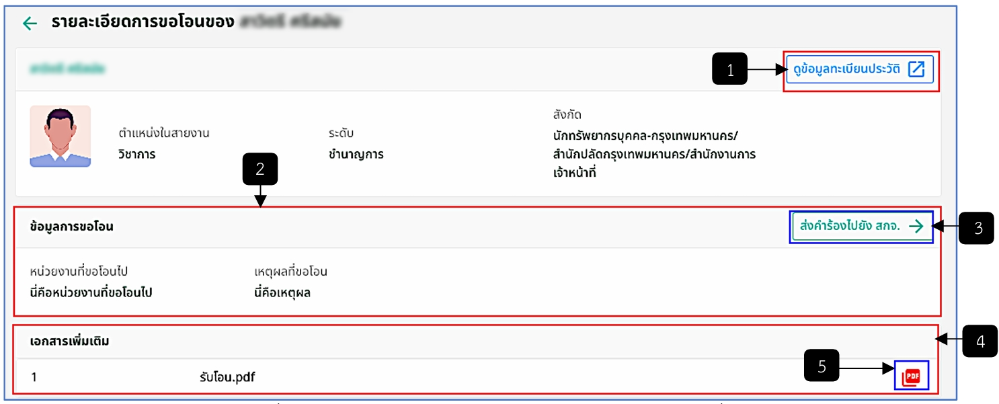 รายละเอียดการขอโอนของ
1
ดูข้อมูลทะเบียนประวัติ
สังกัด
ตำแหน่งในสายงาน
ระดับ
นักทรัพยากรบุคคล-กรุงเทพมหานคร/
วิชาการ
ชำนาญการ
สำนักปลัดกรุงเทพมหานคร/สำนักงานการ
เจ้าหน้าที่
2
ข้อมูลการขอโอน
ส่งคำร้องไปยัง สกจ.
3
หน่วยงานที่ขอโอนไป
เหตุผลที่ขอโอน
นี่คือหน่วยงานที่ขอโอนไป
นี่คือเหตุผล
เอกสารเพิ่มเติม
4
5
1
รับโอน.pdf
PDF